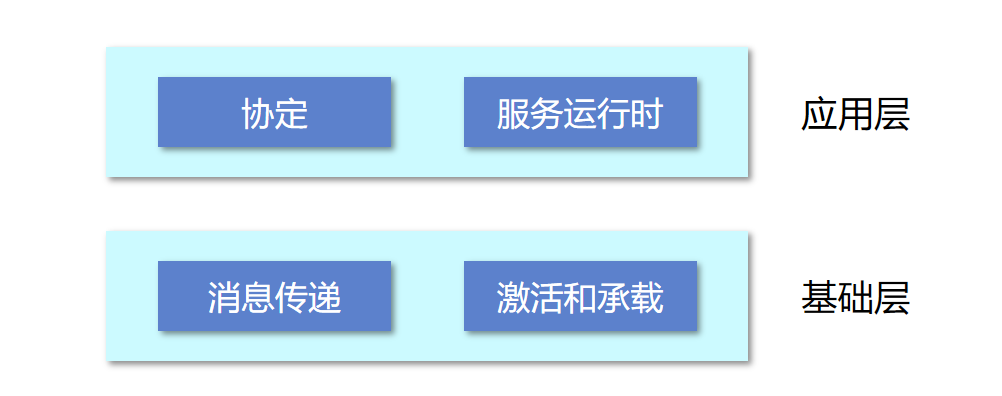 协定
服务运行时
应用层
消息传递
激活和承载
基础层